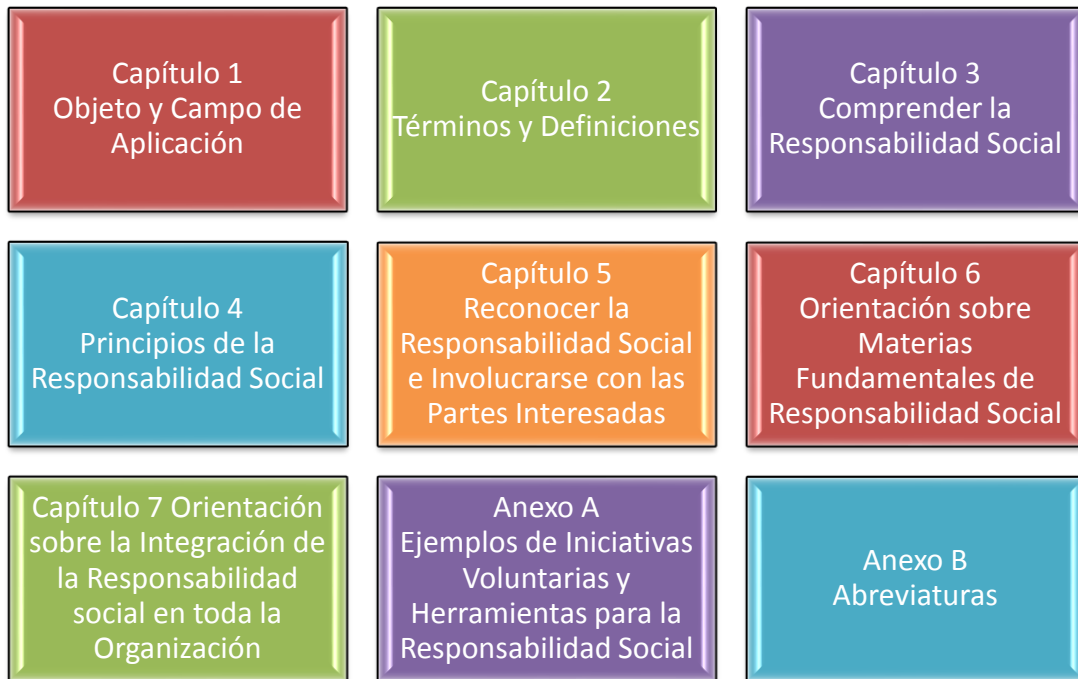 Capítulo 1
Objeto y Campo de
Aplicación
Capítulo 2
Términos y Definiciones
Capítulo 3
Comprender la
Responsabilidad Social
Capítulo 4
Principios de la
Responsabilidad Social
Capítulo 5
Reconocer la
Responsabilidad Social
e Involucrarse con las
Partes Interesadas
Capítulo 6
Orientación sobre
Materias
Fundamentales de
Responsabilidad Social
Capítulo 7 Orientación
sobre la Integración de
la Responsabilidad
social en toda la
Organización
Anexo A
Ejemplos de Iniciativas
Voluntarias y
Herramientas para la
Responsabilidad Social
Anexo B
Abreviaturas